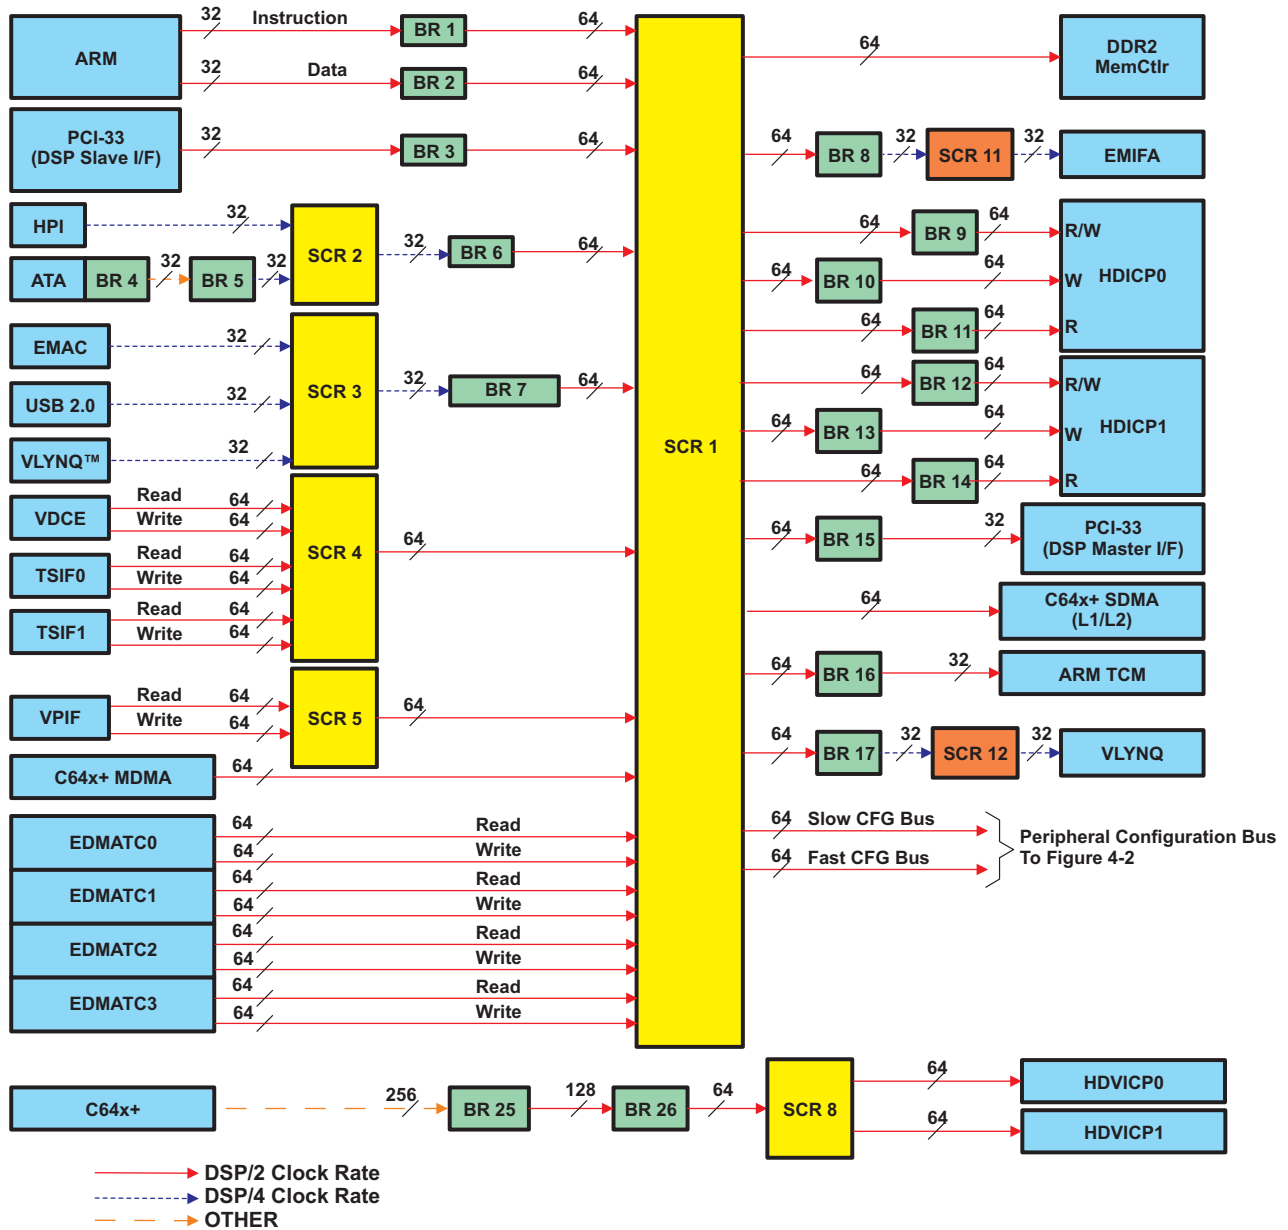 ARM
32
Instruction
BR 1
64
32
Data
BR 2
64
PCI-33
(DSP Slave I/F)
32
BR 3
64
HPI
32
ATA
BR 4
32
BR 5
32
SCR 2
32
BR 6
64
EMAC
32
USB 2.0
32
VLYNQ™
32
SCR 3
32
BR 7
64
VDCE
Read
64
Write
64
TSIF0
Read
64
Write
64
TSIF1
Read
64
Write
64
SCR 4
64
VPIF
Read
64
Write
64
SCR 5
64
C64x+ MDMA
64
EDMATC0
64
Read
64
Write
EDMATC1
64
Read
64
Write
EDMATC2
64
Read
64
Write
EDMATC3
64
Read
64
Write
SCR 1
64
DDR2
MemCtlr
64
BR 8
32
SCR 11
32
EMIFA
64
BR 9
64
R/W
64
BR 10
64
W
HDICP0
64
BR 11
64
R
64
BR 12
64
R/W
64
BR 13
64
W
HDICP1
64
BR 14
64
R
64
BR 15
32
PCI-33
(DSP Master I/F)
64
C64x+ SDMA
(L1/L2)
64
BR 16
32
ARM TCM
64
BR 17
32
SCR 12
32
VLYNQ
64
Slow CFG Bus
64
Fast CFG Bus
Peripheral Configuration Bus
To Figure 4-2
C64x+
256
BR 25
128
BR 26
64
SCR 8
64
HDVICP0
64
HDVICP1
DSP/2 Clock Rate
DSP/4 Clock Rate
OTHER